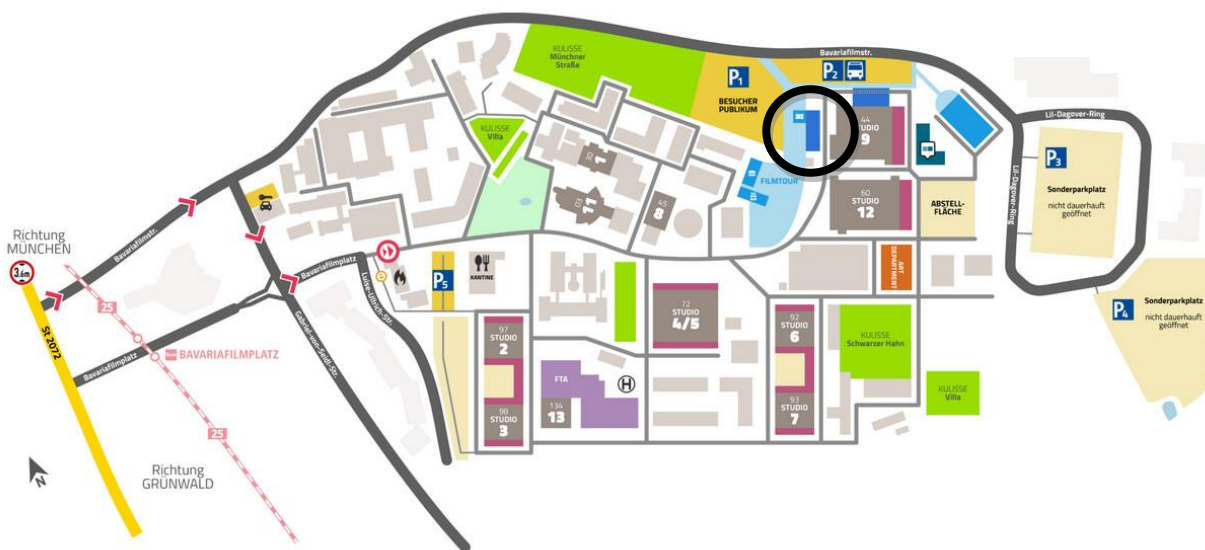 KULISSE
Münchner
Straße
Bavariafilmstr.
P1
P2
BESUCHER
PUBLIKUM
44
STUDIO
9
Lil-Dagover-Ring
KULISSE
Villa
P3
Sonderparkplatz
nicht dauerhauft
geöffnet
Lil-Dagover-Ring
FILMTOUR
03
11
45
8
60
STUDIO
12
ABSTELL-
FLÄCHE
Richtung
MÜNCHEN
3,6m
Bavariafilmstr.
Bavariafilmplatz
Luise-Ullrich-Str.
P5
KANTINE
ART
DEPARTMENT
25
St 2072
Gabriel-von-Seidl-Str.
72
STUDIO
4/5
92
STUDIO
6
KULISSE
Schwarzer Hahn
Sonderparkplatz
P4
nicht dauerhauft
geöffnet
97
STUDIO
2
BAVARIAFILMPLATZ
Bavariafilmplatz
FTA
H
KULISSE
Villa
98
STUDIO
3
134
13
93
STUDIO
7
25
Richtung
GRÜNWALD
N